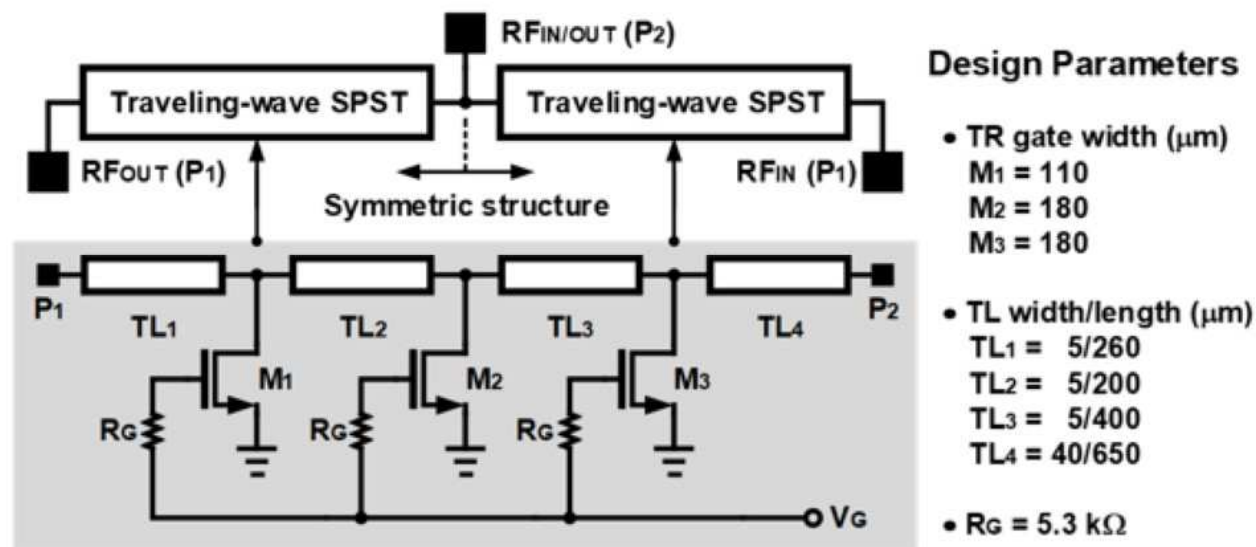 RFIN/OUT (P2)
Traveling-wave SPST
Traveling-wave SPST
RFOUT (P1)
RFIN (P1)
Symmetric structure
P1
TL1
TL2
TL3
TL4
P2
M1
M2
M3
RG
RG
RG
VG
Design Parameters
• TR gate width (μm)
M1 = 110
M2 = 180
M3 = 180
• TL width/length (μm)
TL1 = 5/260
TL2 = 5/200
TL3 = 5/400
TL4 = 40/650
• RG = 5.3 kΩ